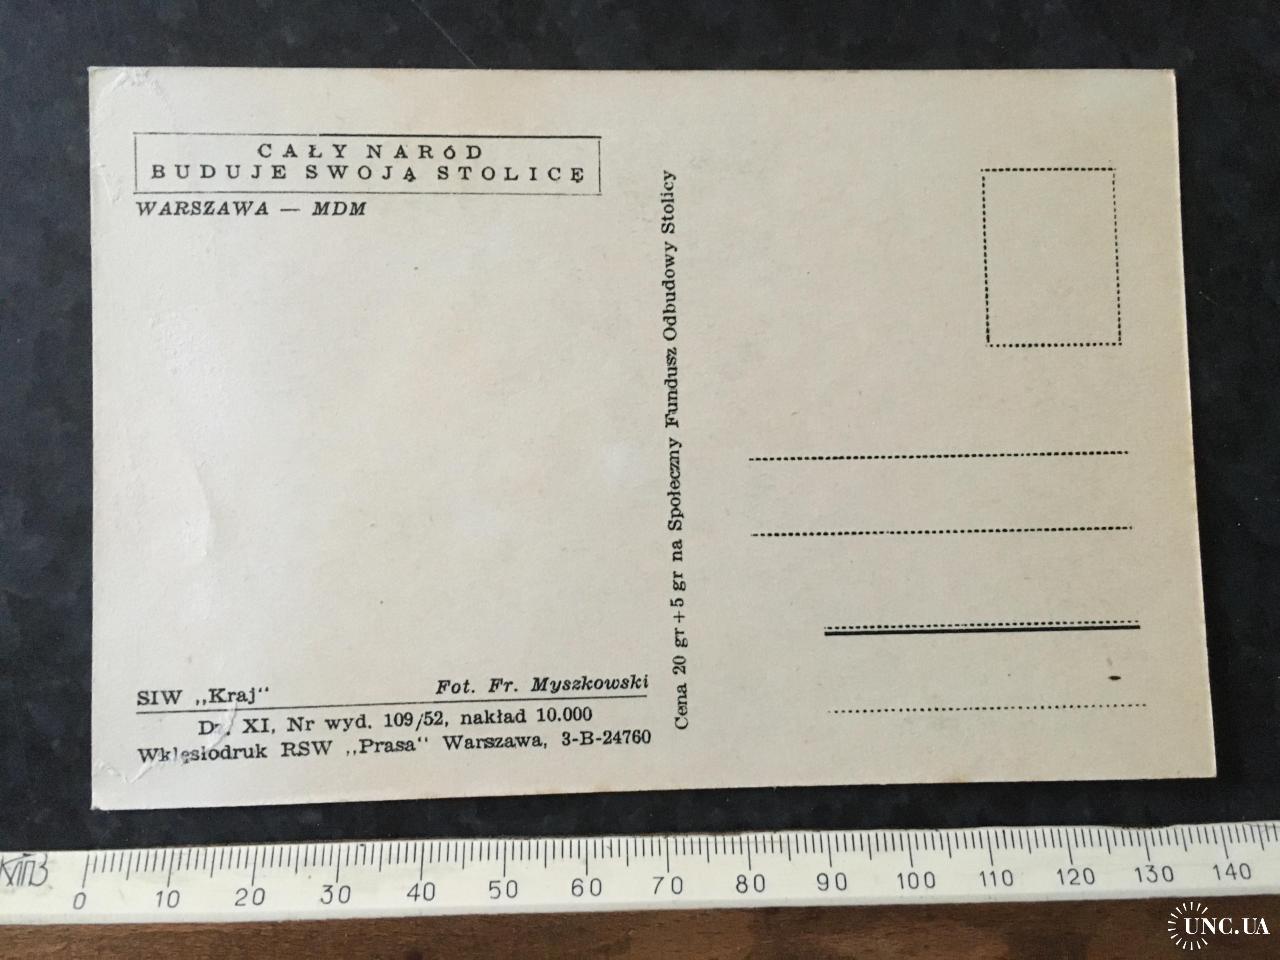 CAŁY NARÓD
BUDUJE SWOJĄ STOLICĘ
WARSZAWA — MDM
Cena 20 gr + 5 gr na Społeczny Fundusz Odbudowy Stolicy
SIW „Kraj“
Fot. Fr. Myszkowski
Dz. XI, Nr wyd. 109/52, nakład 10.000
Wklęsłodruk RSW „Prasa“ Warszawa, 3-B-24760
0 10 20 30 40 50 60 70 80 90 100 110 120 130 140
UNC.UA